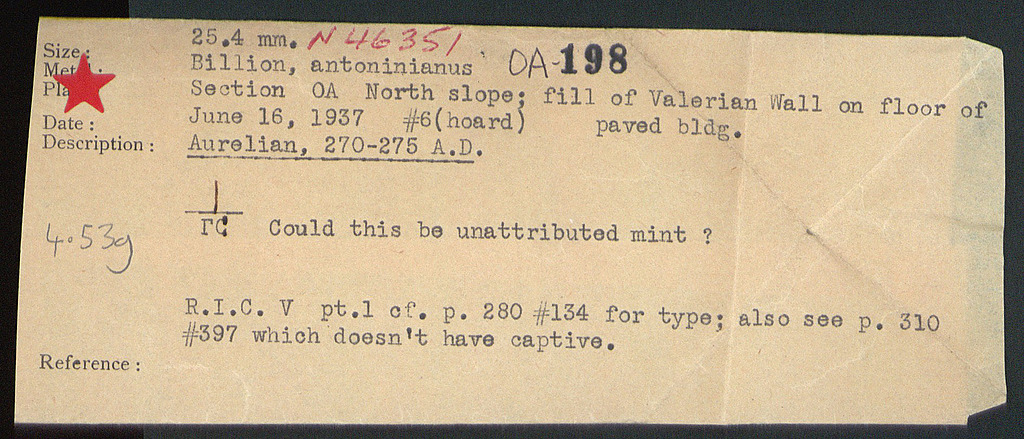 Size: 25.4 mm. N 46351
Met : Billion, antoninianus OA-198
Pla Section OA North slope; fill of Valerian Wall on floor of
Date: June 16, 1937 #6(hoard) paved bldg.
Description: Aurelian, 270-275 A.D.
ΓC Could this be unattributed mint ?
4.53g
R.I.C. V pt.1 cf. p. 280 #134 for type; also see p. 310
#397 which doesn't have captive.
Reference: